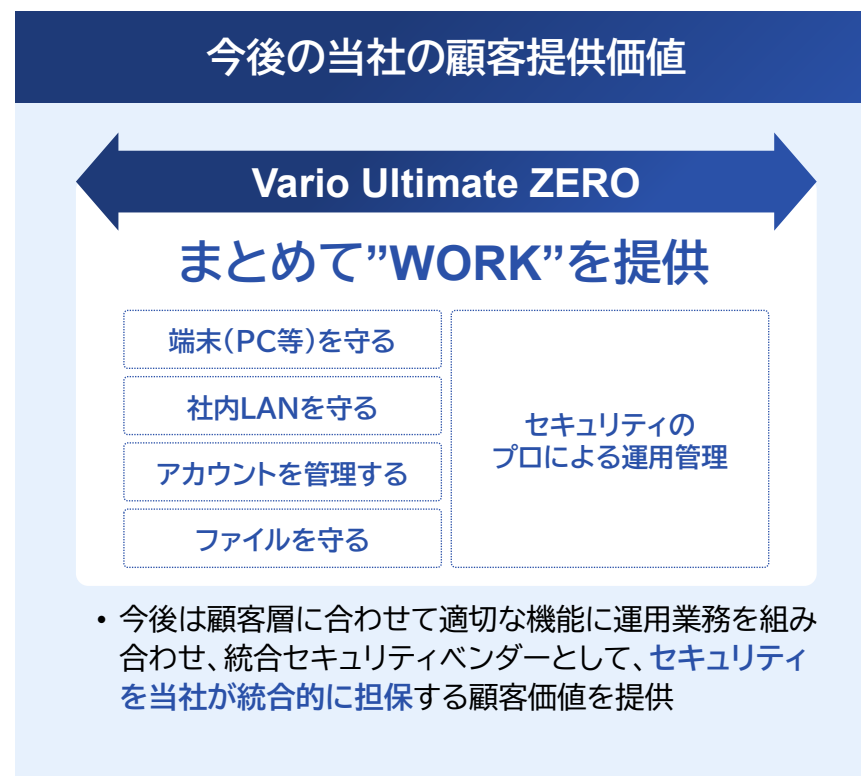 今後の当社の顧客提供価値
Vario Ultimate ZERO
まとめて”WORK”を提供
端末(PC等)を守る
社内LANを守る
アカウントを管理する
ファイルを守る
セキュリティの
プロによる運用管理
• 今後は顧客層に合わせて適切な機能に運用業務を組み
合わせ、統合セキュリティベンダーとして、セキュリティ
を当社が統合的に担保する顧客価値を提供